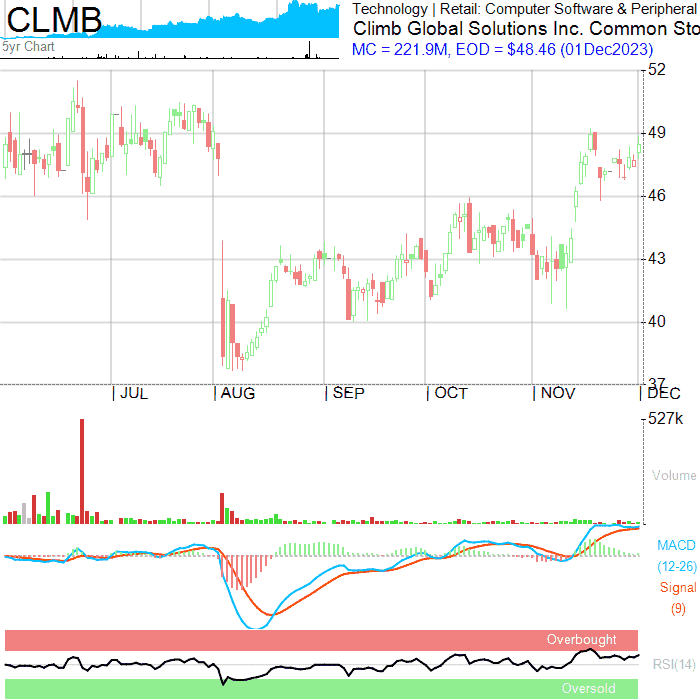 CLMB
Technology | Retail: Computer Software & Peripheral
Climb Global Solutions Inc. Common Sto
5yr Chart
MC = 221.9M, EOD = $48.46 (01Dec2023)
52
49
46
43
40
37
JUL AUG SEP OCT NOV DEC
527k
Volume
MACD
(12-26)
Signal
(9)
Overbought
RSI(14)
Oversold